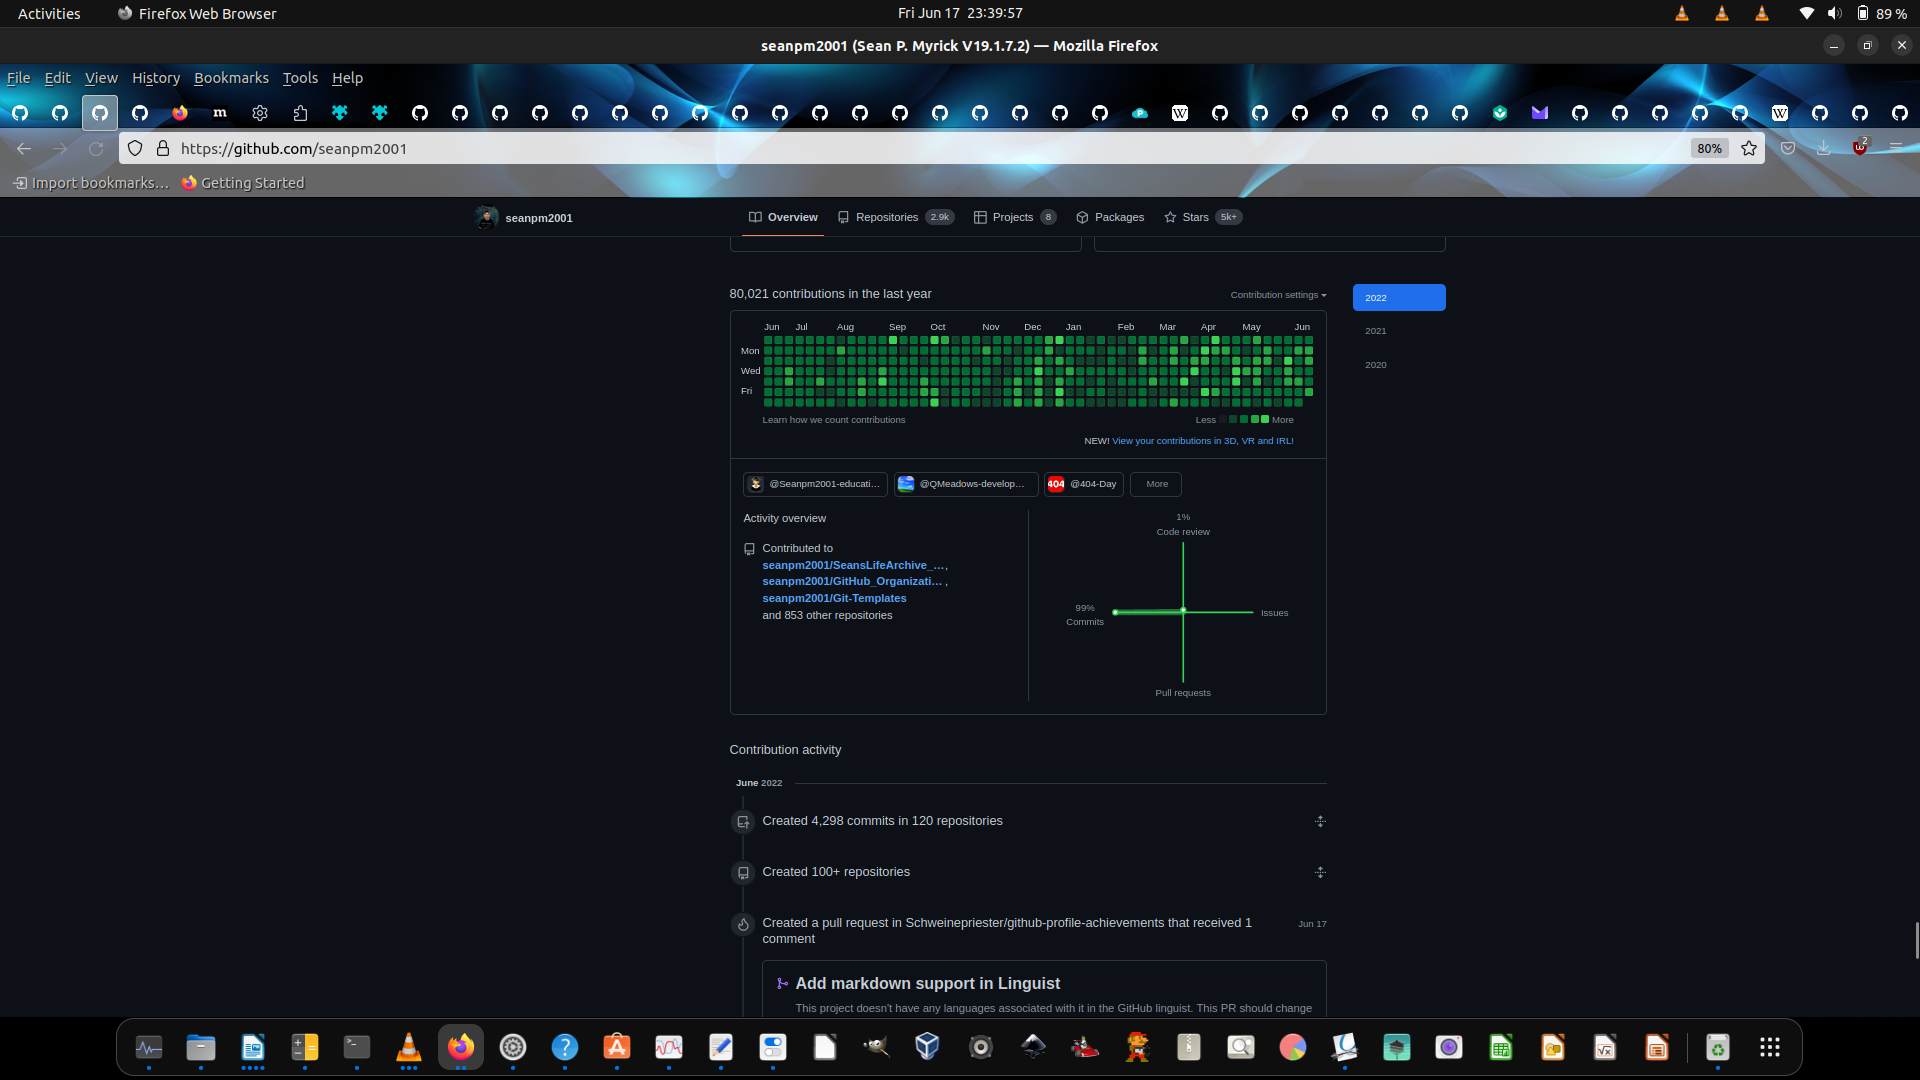 Activities
Firefox Web Browser
Fri Jun 17  23:39:57
89 %
seanpm2001 (Sean P. Myrick V19.1.7.2) — Mozilla Firefox
File Edit View History Bookmarks Tools Help
https://github.com/seanpm2001
80%
2
Import bookmarks…
Getting Started
seanpm2001
Overview
Repositories 2.9k
Projects 8
Packages
Stars 5k+
80,021 contributions in the last year
Contribution settings
2022
2021
2020
Jun Jul Aug Sep Oct Nov Dec Jan Feb Mar Apr May Jun
Mon
Wed
Fri
Learn how we count contributions
Less
More
NEW! View your contributions in 3D, VR and IRL!
@Seanpm2001-educati…
@QMeadows-develop…
404
@404-Day
More
Activity overview
Contributed to
seanpm2001/SeansLifeArchive_…,
seanpm2001/GitHub_Organizati… ,
seanpm2001/Git-Templates
and 853 other repositories
1%
Code review
99%
Commits
Issues
Pull requests
Contribution activity
June 2022
Created 4,298 commits in 120 repositories
Created 100+ repositories
Created a pull request in Schweinepriester/github-profile-achievements that received 1
comment
Jun 17
Add markdown support in Linguist
This project doesn't have any languages associated with it in the GitHub linguist. This PR should change